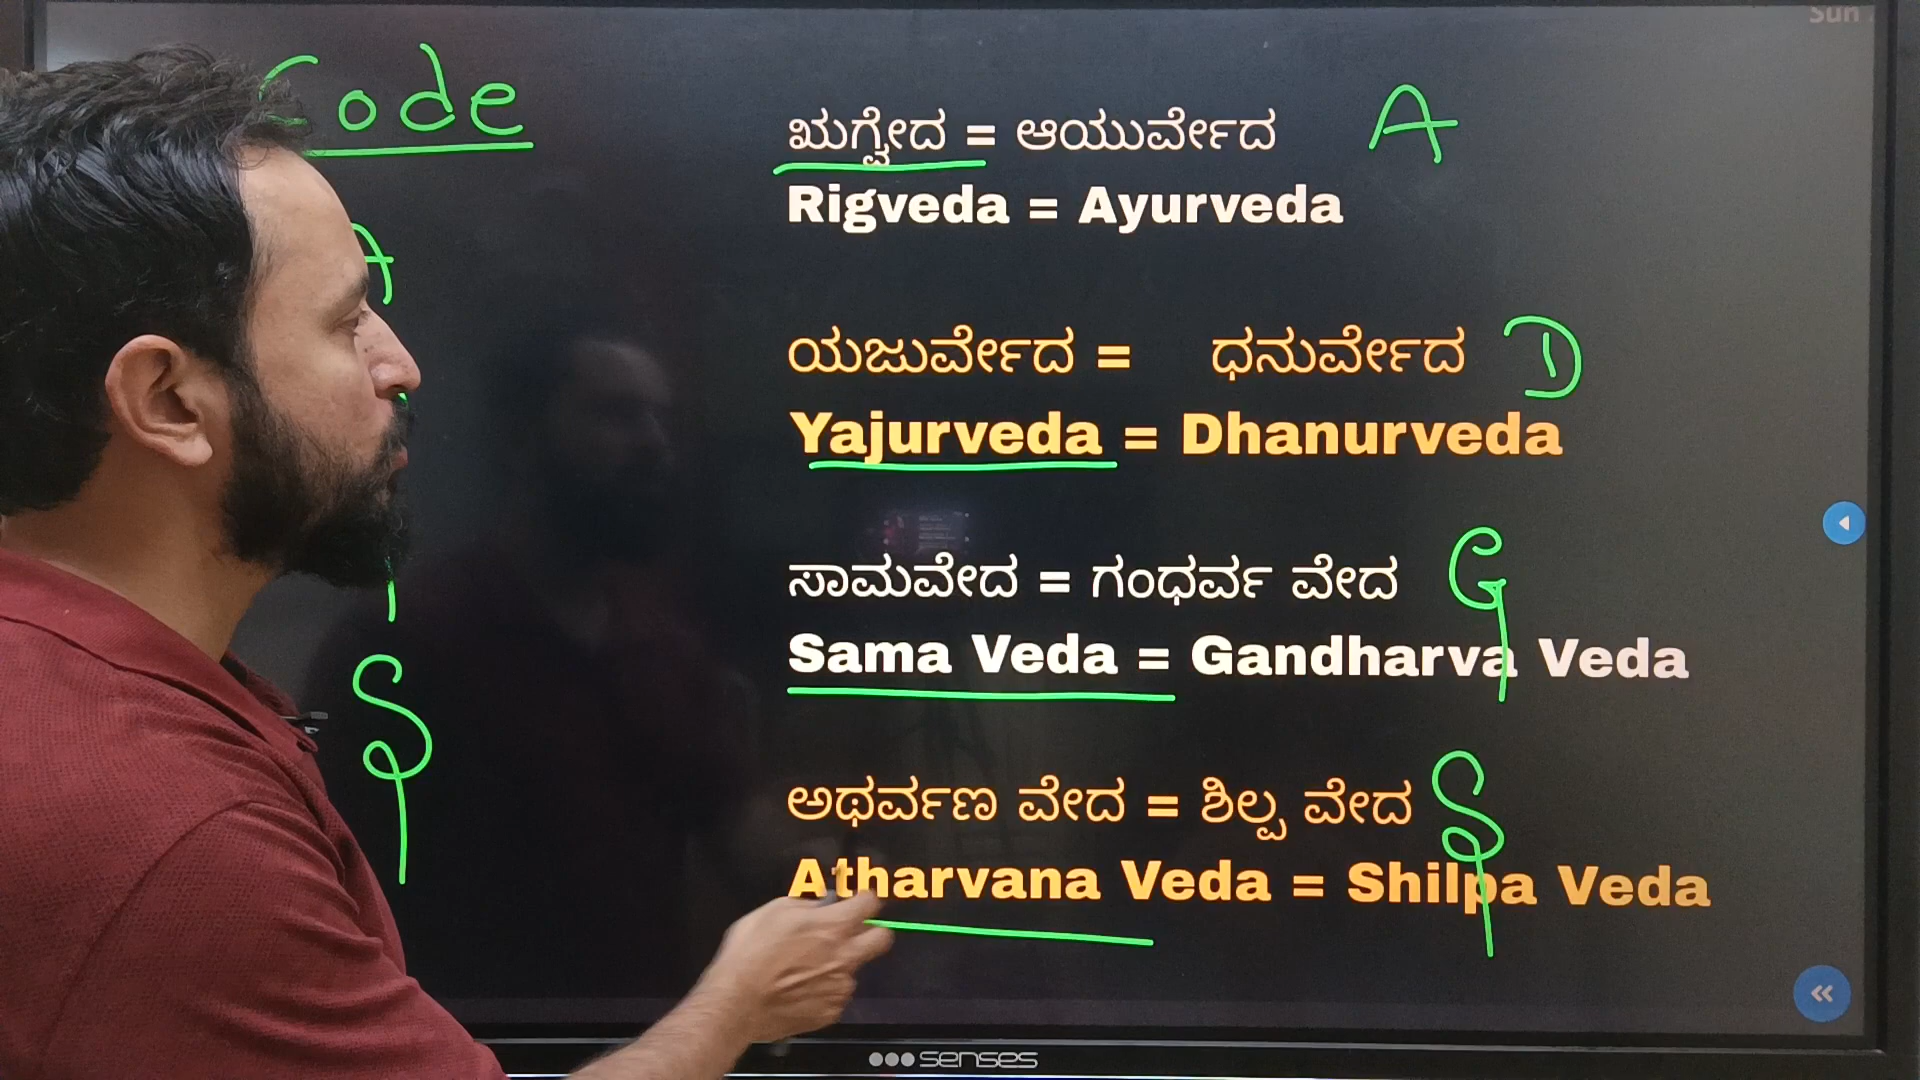 Sun
Code
ಋಗ್ವೇದ = ಆಯುರ್ವೇದ A
Rigveda = Ayurveda
A
ಯಜುರ್ವೇದ = ಧನುರ್ವೇದ D
Yajurveda = Dhanurveda
ಸಾಮವೇದ = ಗಂಧರ್ವ ವೇದ G
Sama Veda = Gandharva Veda
S
ಅಥರ್ವಣ ವೇದ = ಶಿಲ್ಪ ವೇದ S
Atharvana Veda = Shilpa Veda
senses